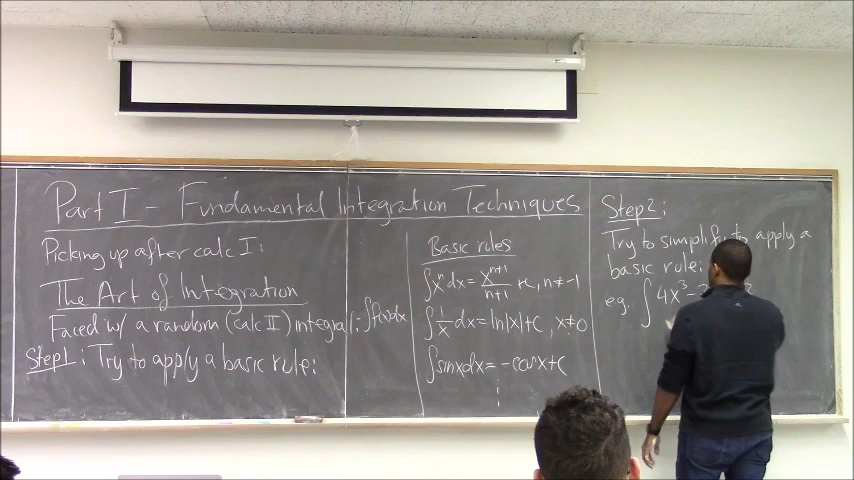 Part I - Fundamental Integration Techniques
Picking up after calc I:
The Art of Integration
Faced w/ a random (calc II) integral: ∫f(x)dx
Step1: Try to apply a basic rule:
Basic rules
∫xⁿdx = xⁿ⁺¹/n+1 +c, n≠-1
∫1/x dx = ln|x|+C, x≠0
∫sinxdx = -cosx+C
Step2:
Try to simplify to apply a
basic rule:
eg. ∫4x³-